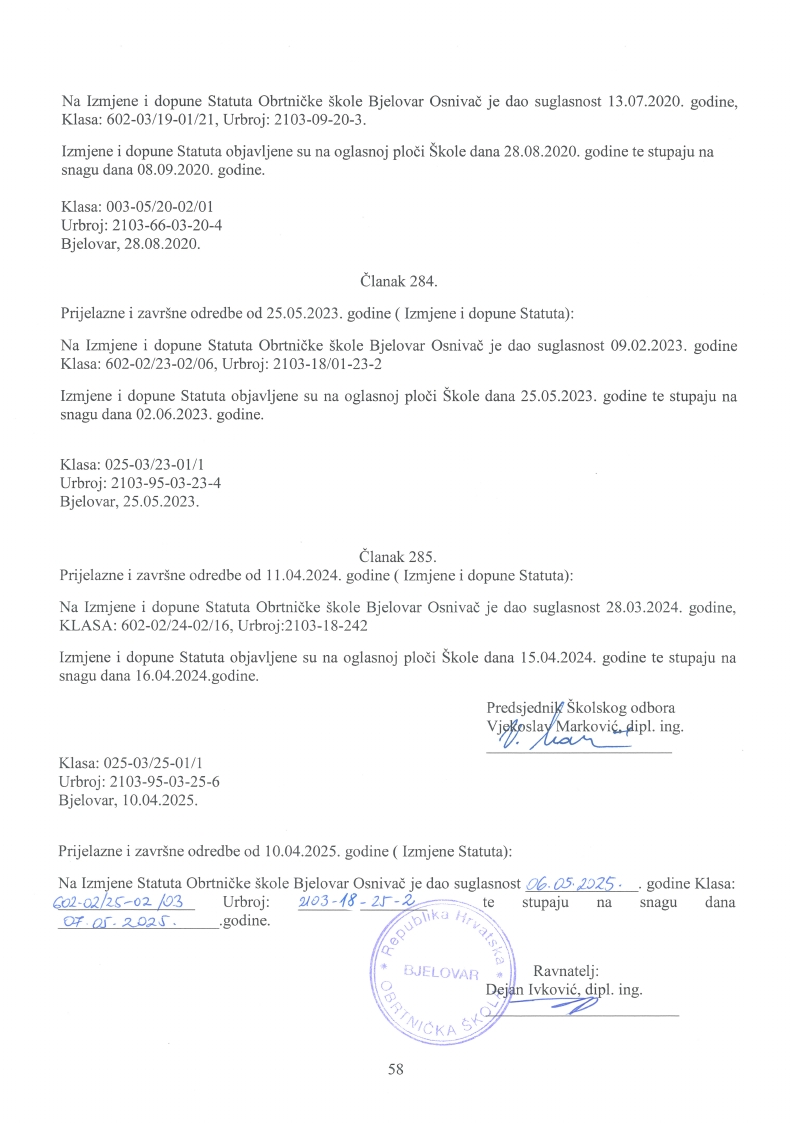 Na Izmjene i dopune Statuta Obrtničke škole Bjelovar Osnivač je dao suglasnost 13.07.2020. godine,
Klasa: 602-03/19-01/21, Urbroj: 2103-09-20-3.
Izmjene i dopune Statuta objavljene su na oglasnoj ploči Škole dana 28.08.2020. godine te stupaju na
snagu dana 08.09.2020. godine.
Klasa: 003-05/20-02/01
Urbroj: 2103-66-03-20-4
Bjelovar, 28.08.2020.
Članak 284.
Prijelazne i završne odredbe od 25.05.2023. godine ( Izmjene i dopune Statuta):
Na Izmjene i dopune Statuta Obrtničke škole Bjelovar Osnivač je dao suglasnost 09.02.2023. godine
Klasa: 602-02/23-02/06, Urbroj: 2103-18/01-23-2
Izmjene i dopune Statuta objavljene su na oglasnoj ploči Škole dana 25.05.2023. godine te stupaju na
snagu dana 02.06.2023. godine.
Klasa: 025-03/23-01/1
Urbroj: 2103-95-03-23-4
Bjelovar, 25.05.2023.
Članak 285.
Prijelazne i završne odredbe od 11.04.2024. godine ( Izmjene i dopune Statuta):
Na Izmjene i dopune Statuta Obrtničke škole Bjelovar Osnivač je dao suglasnost 28.03.2024. godine,
KLASA: 602-02/24-02/16, Urbroj:2103-18-242
Izmjene i dopune Statuta objavljene su na oglasnoj ploči Škole dana 15.04.2024. godine te stupaju na
snagu dana 16.04.2024.godine.
Predsjednik Školskog odbora
Vjekoslav Marković, dipl. ing.
Klasa: 025-03/25-01/1
Urbroj: 2103-95-03-25-6
Bjelovar, 10.04.2025.
Prijelazne i završne odredbe od 10.04.2025. godine ( Izmjene Statuta):
Na Izmjene Statuta Obrtničke škole Bjelovar Osnivač je dao suglasnost 06.05.2025. . godine Klasa:
602-02/25-02/03 Urbroj: 2103-18-25-2 te stupaju na snagu dana
07.05.2025. .godine.
Republika Hrvatska
BJELOVAR
OBRTNIČKA ŠKOLA
Ravnatelj:
Dejan Ivković, dipl. ing.
58